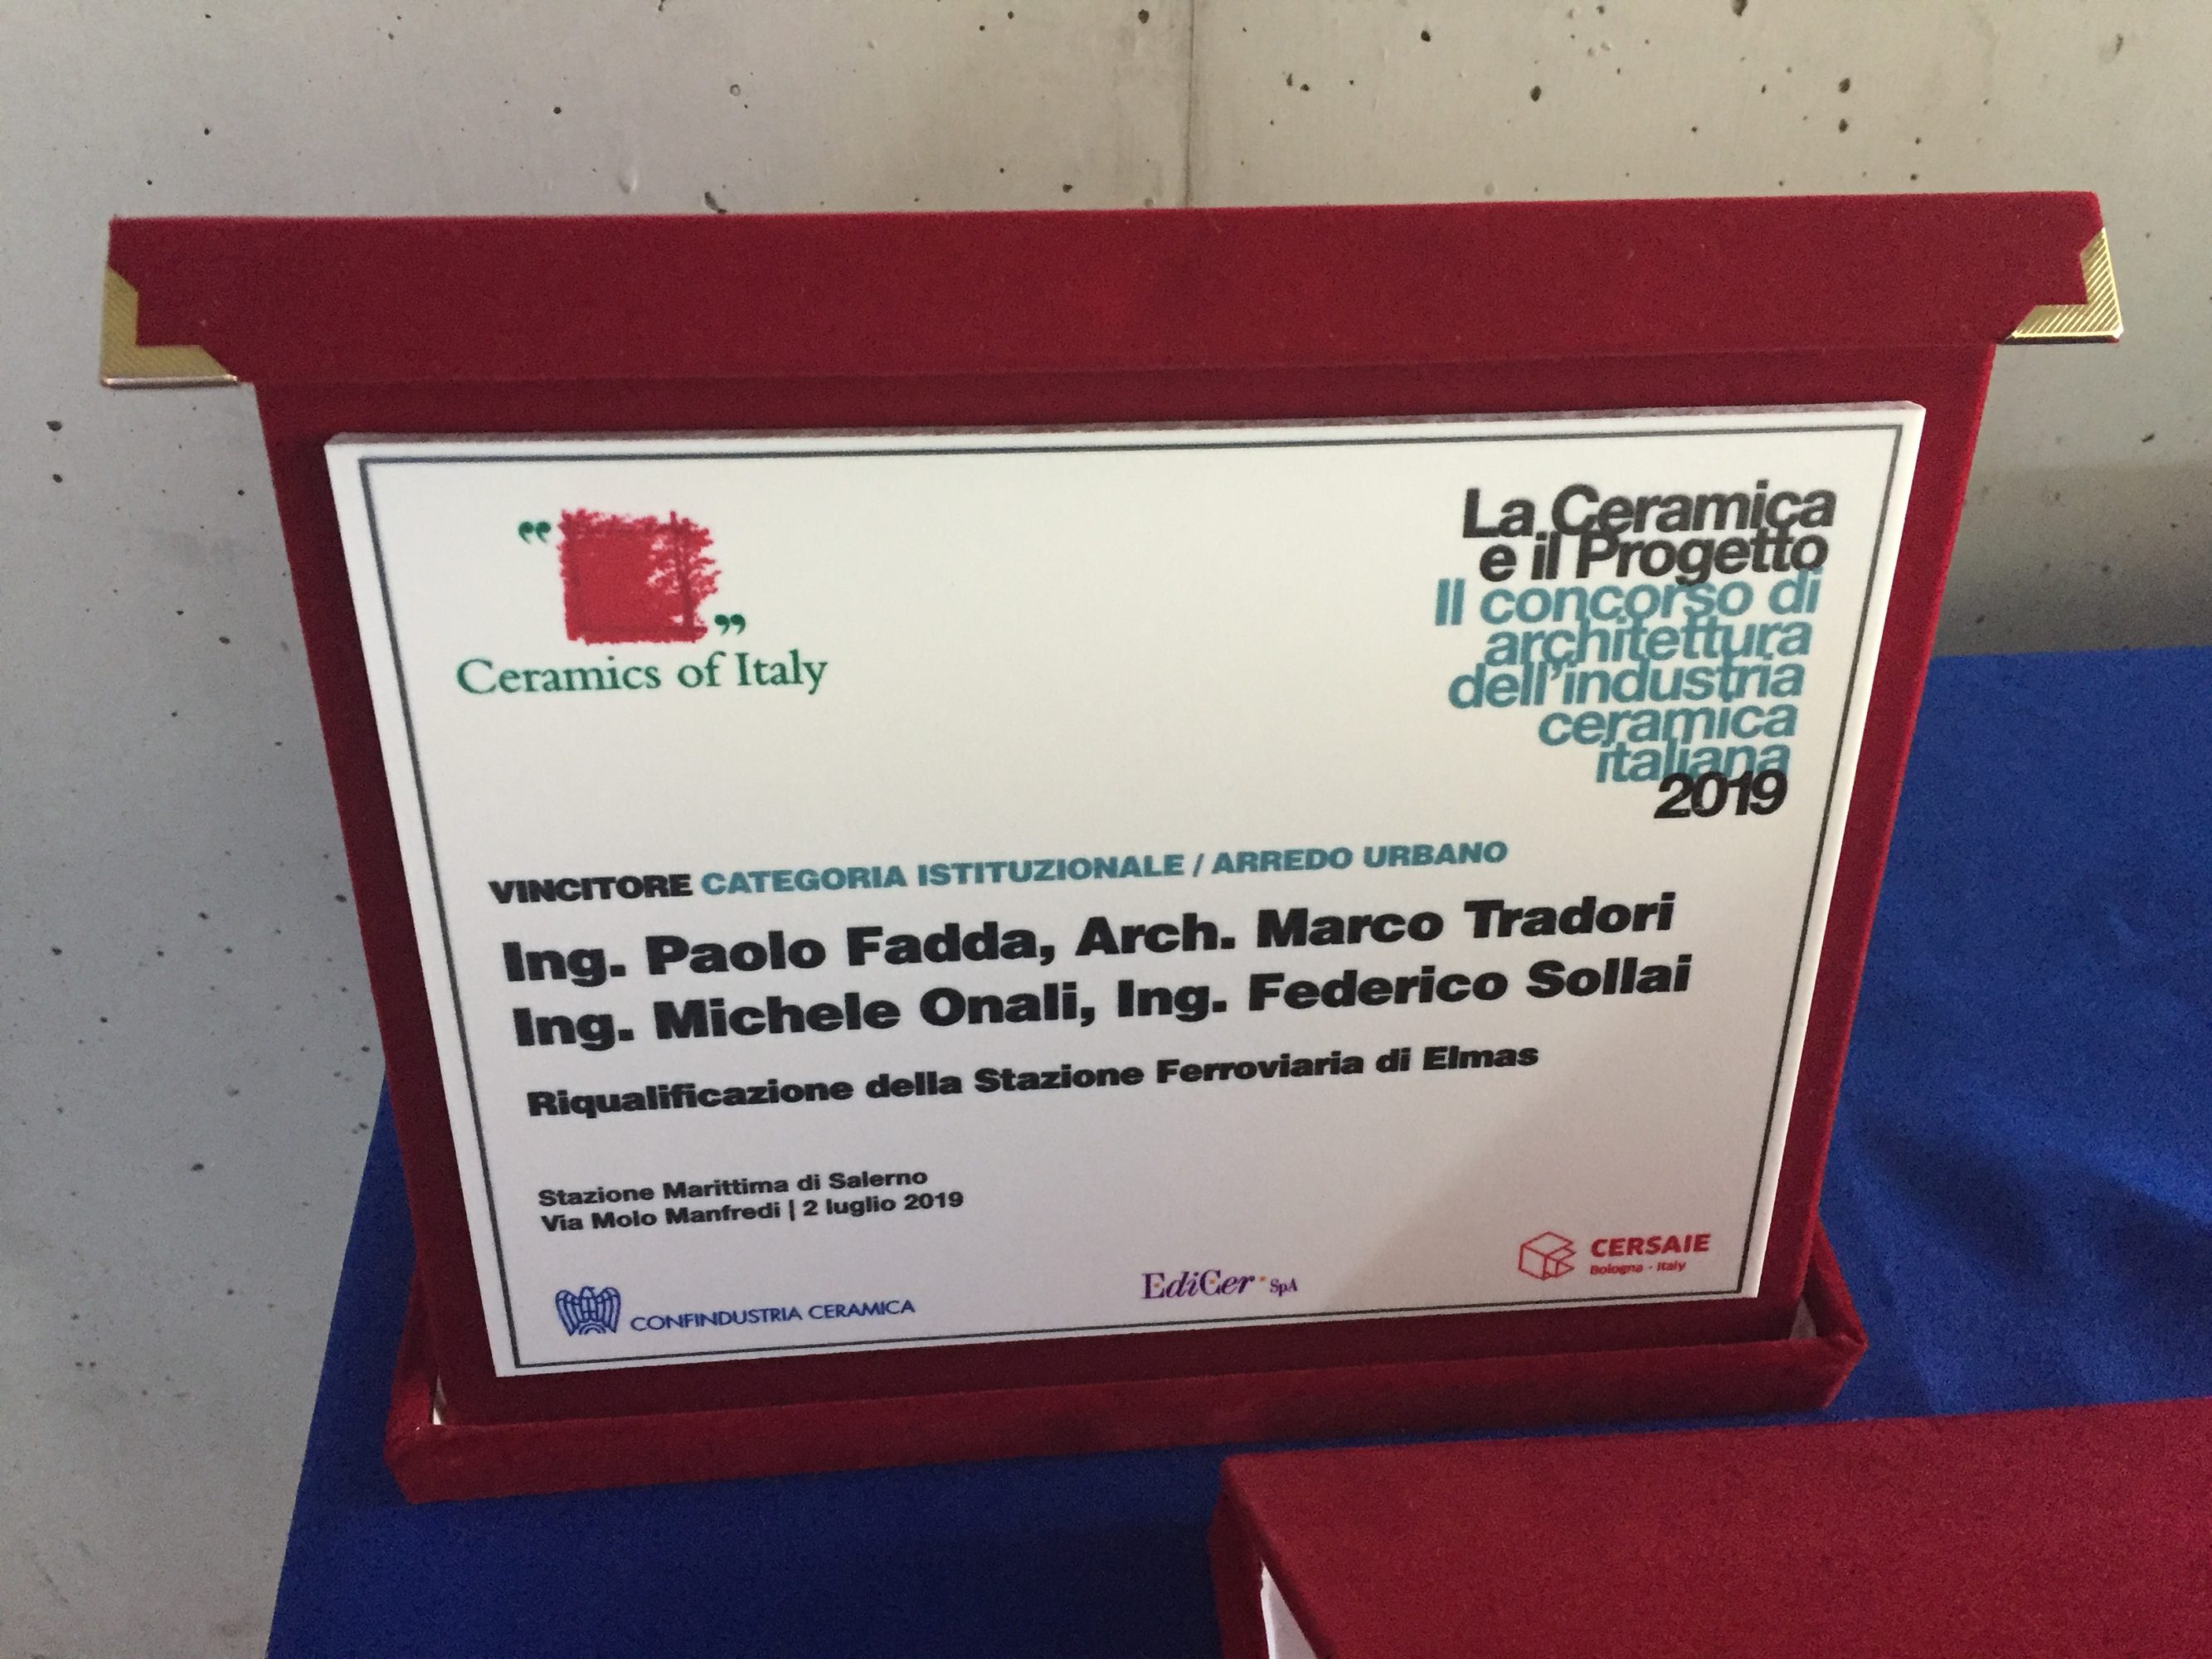 Ceramics of Italy
La Ceramica
e il Progetto
Il concorso di
architettura
dell'industria
ceramica
italiana
2019
VINCITORE CATEGORIA ISTITUZIONALE / ARREDO URBANO
Ing. Paolo Fadda, Arch. Marco Tradori
Ing. Michele Onali, Ing. Federico Sollai
Riqualificazione della Stazione Ferroviaria di Elmas
Stazione Marittima di Salerno
Via Molo Manfredi | 2 luglio 2019
CONFINDUSTRIA CERAMICA
EdiCer SpA
CERSAIE
Bologna - Italy